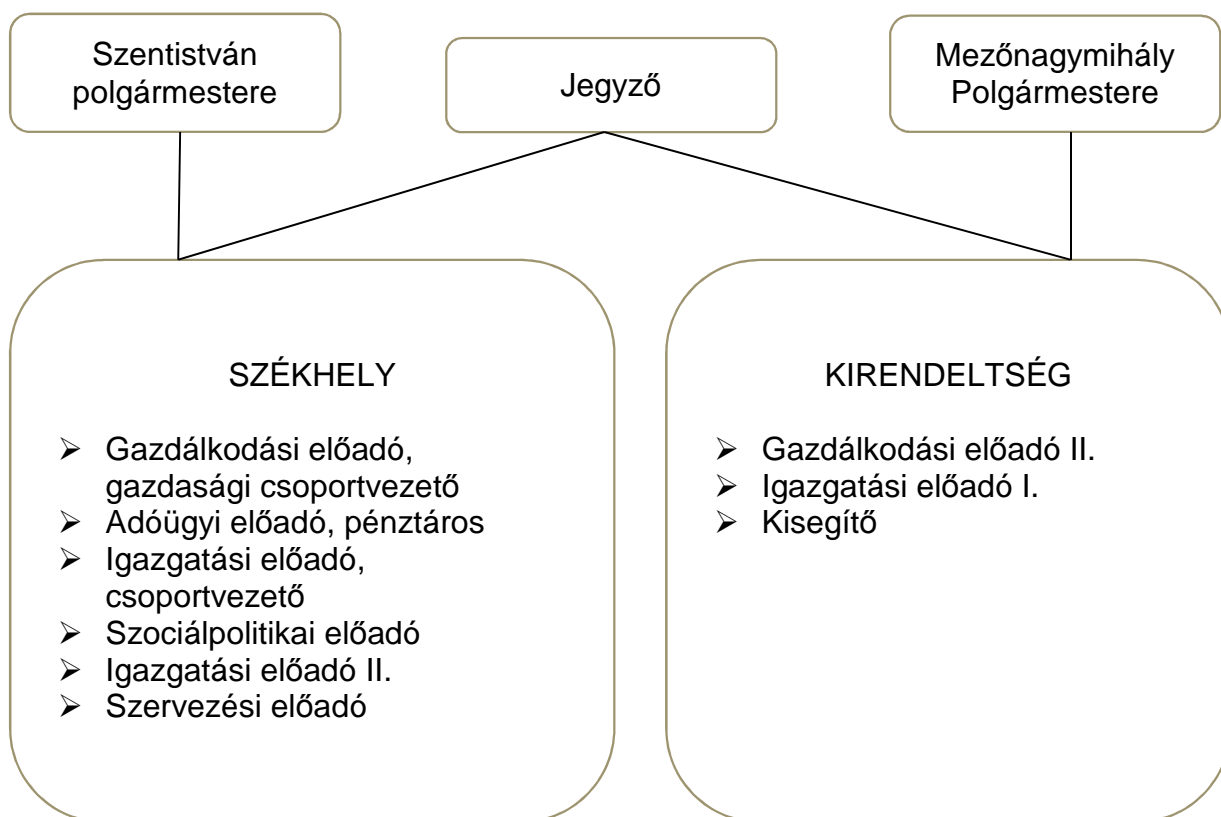 Szentistván
polgármestere
Jegyző
Mezőnagymihály
Polgármestere
SZÉKHELY
➢ Gazdálkodási előadó,
gazdasági csoportvezető
➢ Adóügyi előadó, pénztáros
➢ Igazgatási előadó,
csoportvezető
➢ Szociálpolitikai előadó
➢ Igazgatási előadó II.
➢ Szervezési előadó
KIRENDELTSÉG
➢ Gazdálkodási előadó II.
➢ Igazgatási előadó I.
➢ Kisegítő